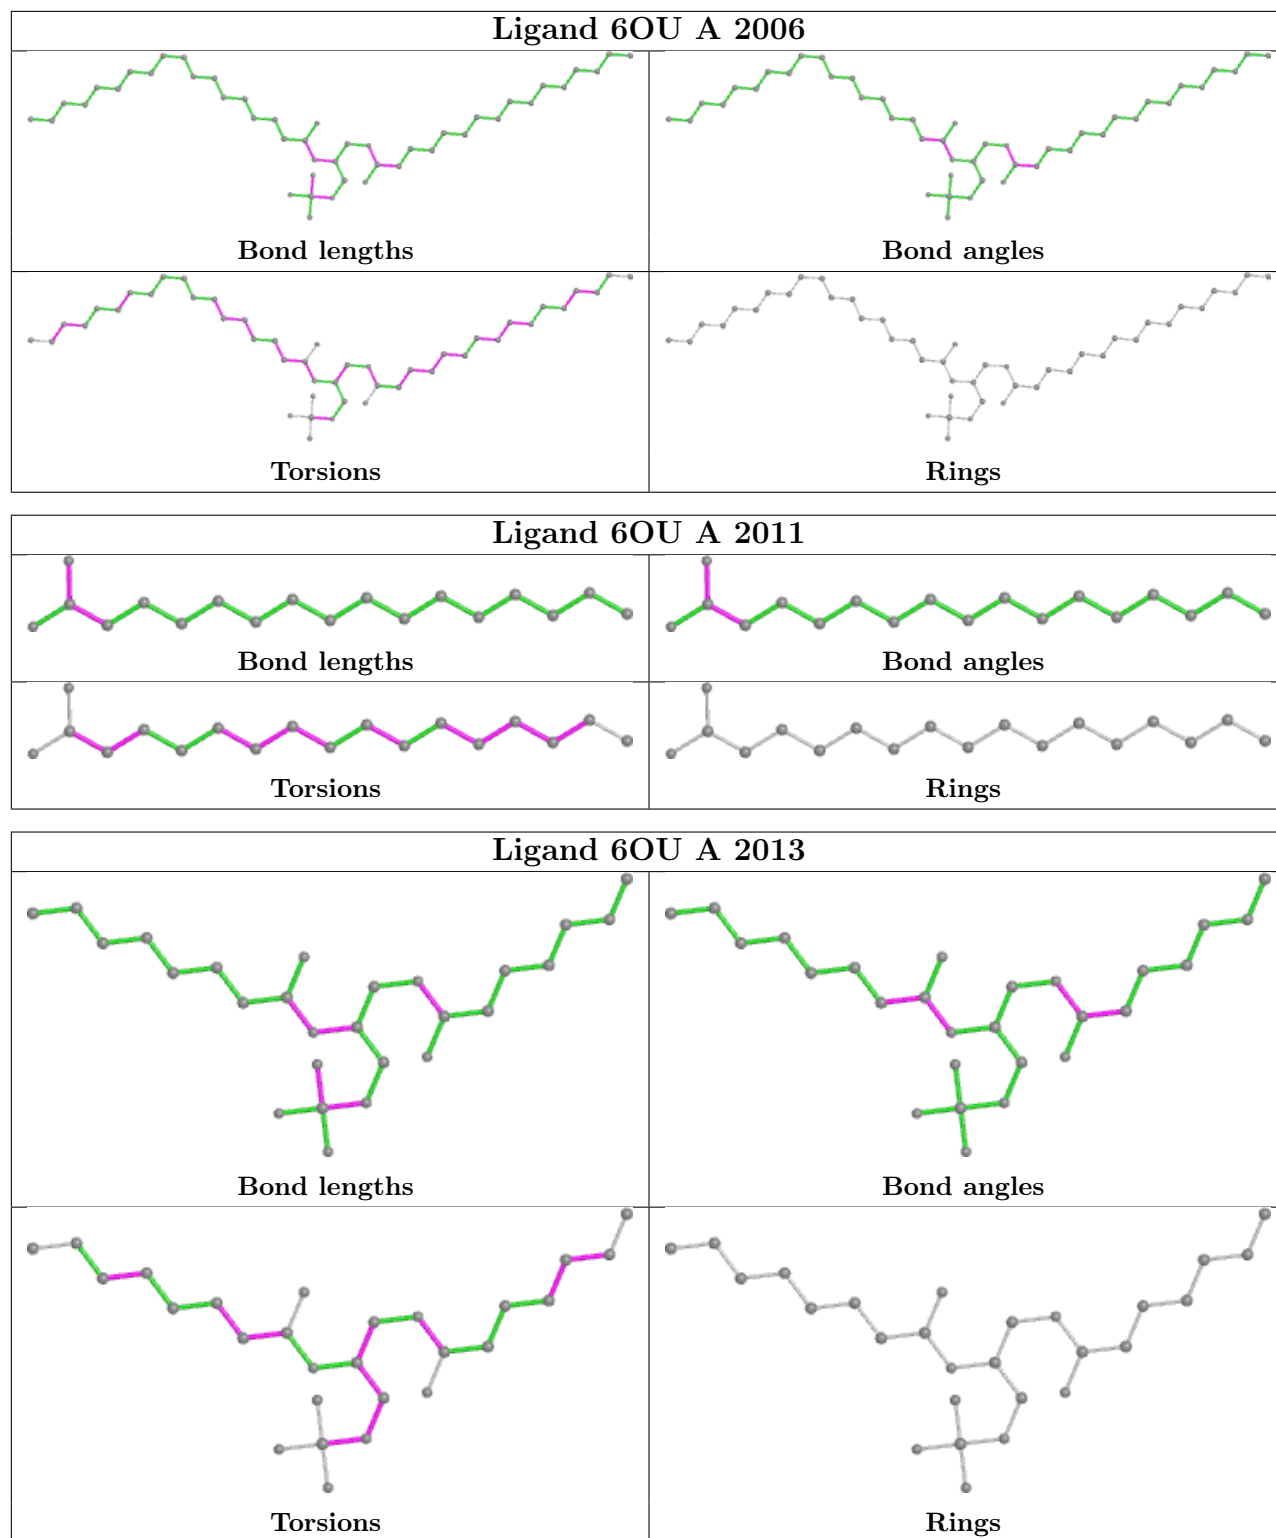 Ligand 6OU A 2006
Bond lengths
Bond angles
Torsions
Rings
Ligand 6OU A 2011
Bond lengths
Bond angles
Torsions
Rings
Ligand 6OU A 2013
Bond lengths
Bond angles
Torsions
Rings